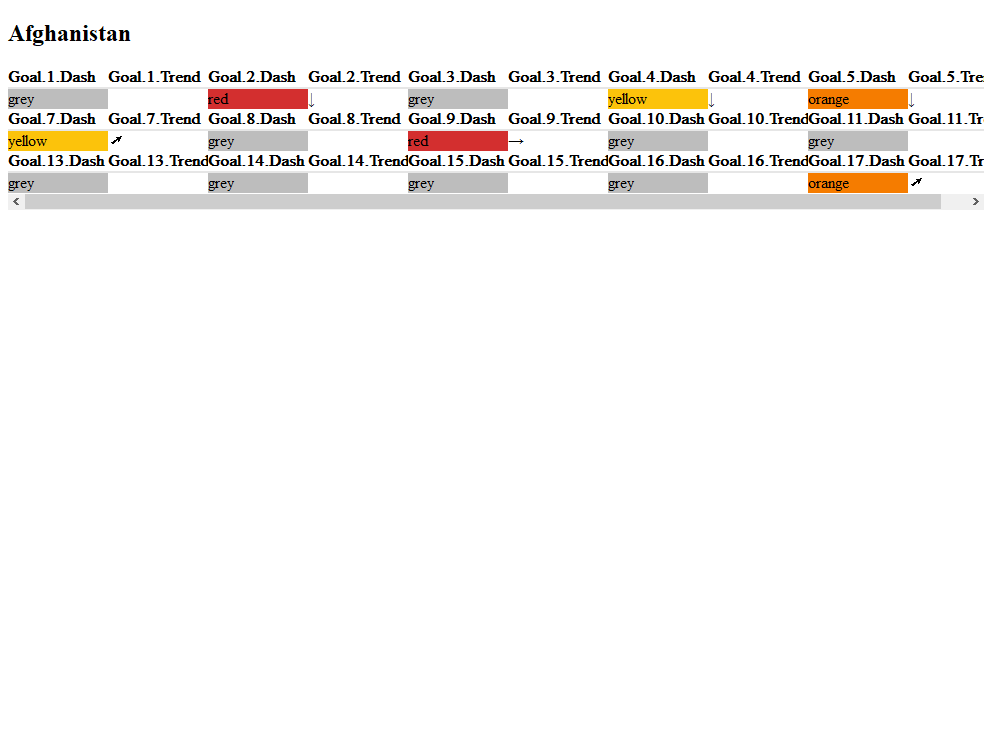 Afghanistan
Goal.1.Dash Goal.1.Trend Goal.2.Dash Goal.2.Trend Goal.3.Dash Goal.3.Trend Goal.4.Dash Goal.4.Trend Goal.5.Dash Goal.5.Tre
grey red ↓ grey yellow ↓ orange ↓
Goal.7.Dash Goal.7.Trend Goal.8.Dash Goal.8.Trend Goal.9.Dash Goal.9.Trend Goal.10.Dash Goal.10.Trend Goal.11.Dash Goal.11.Tr
yellow ↗ grey red → grey grey
Goal.13.Dash Goal.13.Trend Goal.14.Dash Goal.14.Trend Goal.15.Dash Goal.15.Trend Goal.16.Dash Goal.16.Trend Goal.17.Dash Goal.17.Tr
grey grey grey grey orange ↗